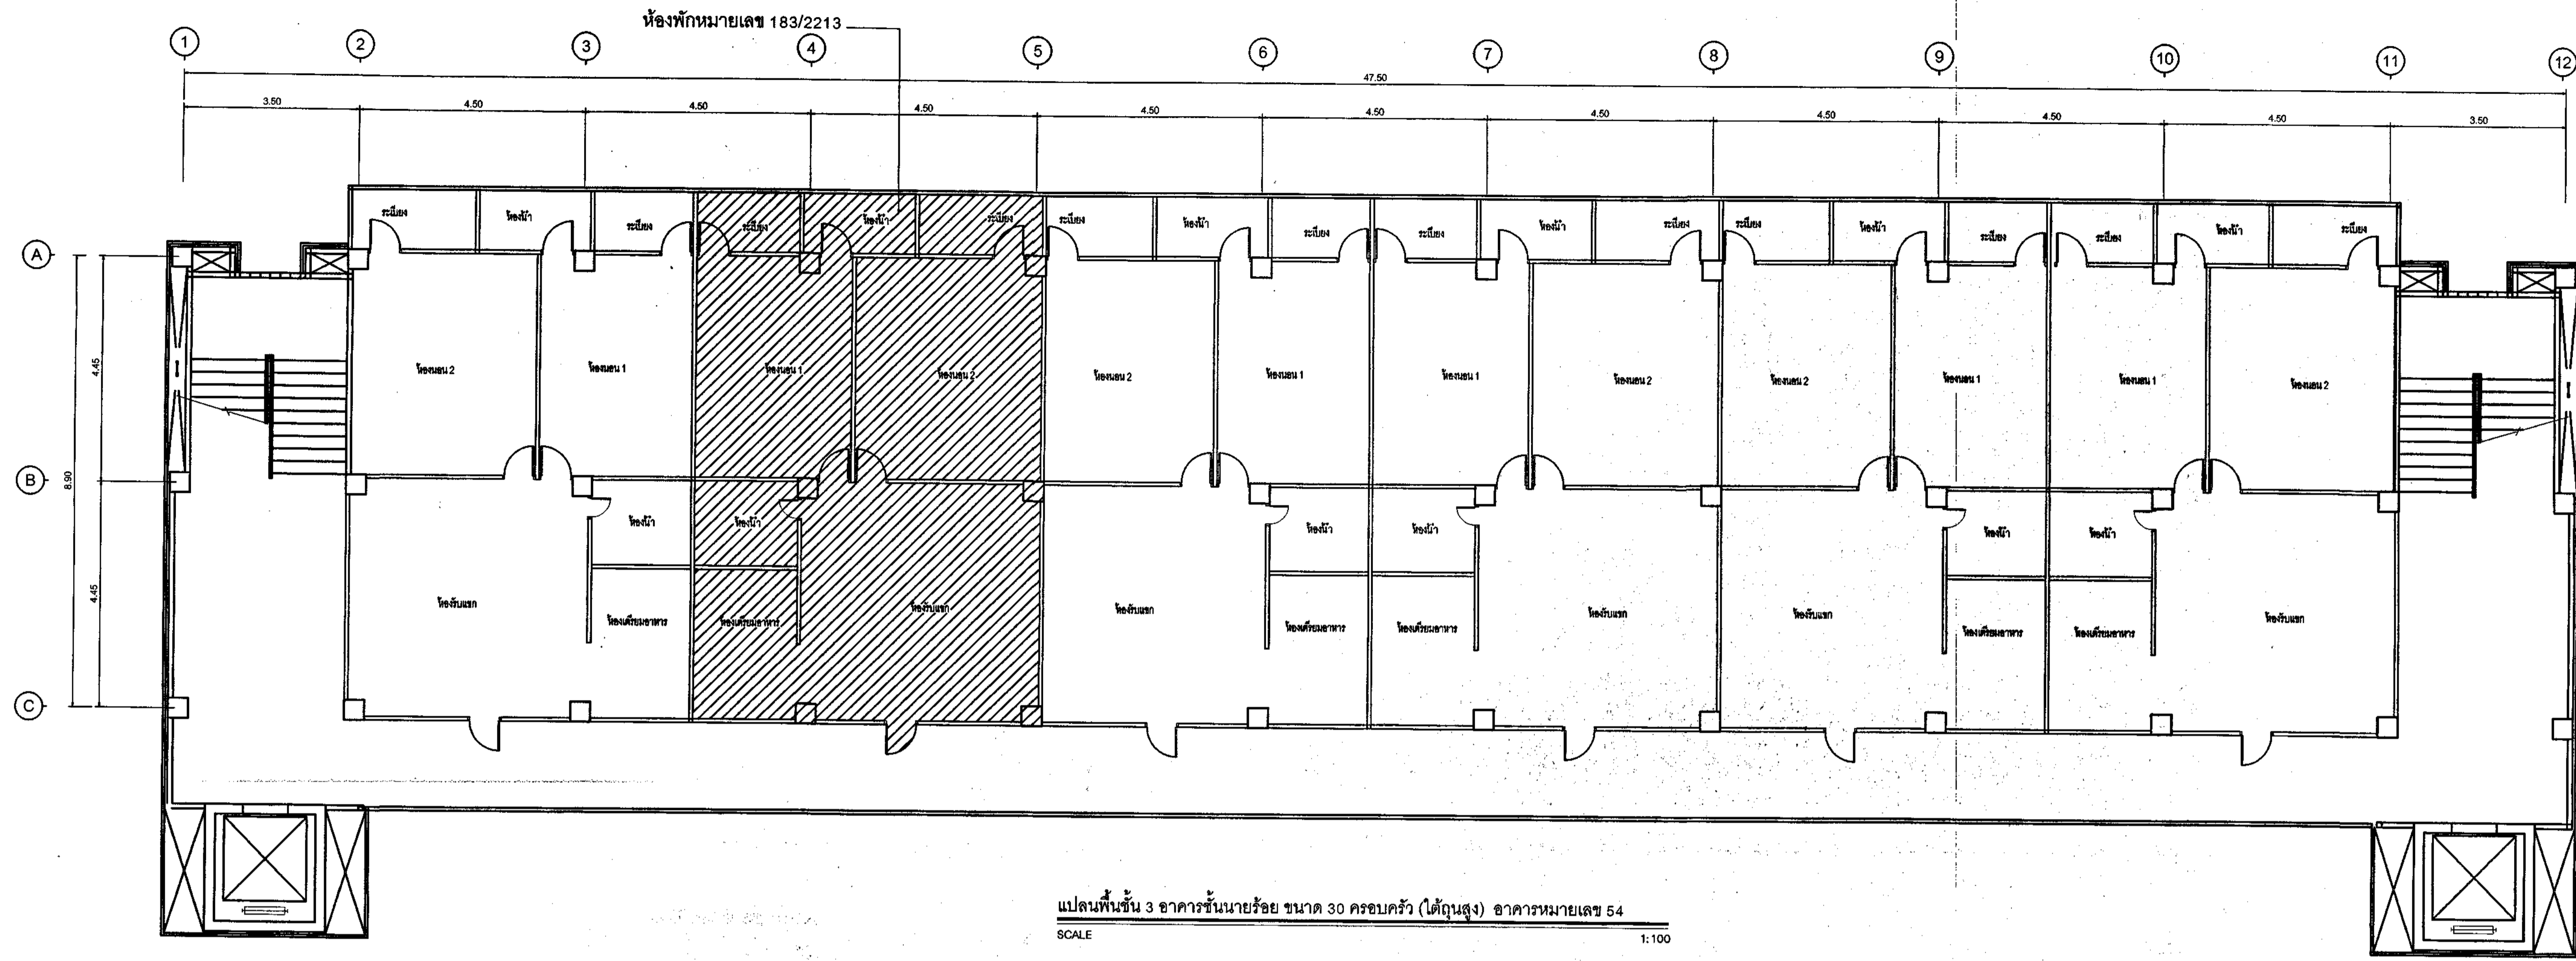 ห้องพักหมายเลข 183/2213
1 2 3 4 5 6 7 8 9 10 11 12
47.50
3.50 4.50 4.50 4.50 4.50 4.50 4.50 4.50 4.50 4.50 3.50
ระเบียง ห้องน้ำ ระเบียง ระเบียง ห้องน้ำ ระเบียง ระเบียง ห้องน้ำ ระเบียง ระเบียง ห้องน้ำ ระเบียง ระเบียง ห้องน้ำ ระเบียง ระเบียง ห้องน้ำ ระเบียง
A
4.45
ห้องนอน 2 ห้องนอน 1 ห้องนอน 1 ห้องนอน 2 ห้องนอน 2 ห้องนอน 1 ห้องนอน 1 ห้องนอน 2 ห้องนอน 2 ห้องนอน 1 ห้องนอน 1 ห้องนอน 2
B
8.90
ห้องน้ำ ห้องน้ำ ห้องน้ำ ห้องน้ำ ห้องน้ำ ห้องน้ำ
4.45
ห้องรับแขก ห้องเตรียมอาหาร ห้องเตรียมอาหาร ห้องรับแขก ห้องรับแขก ห้องเตรียมอาหาร ห้องเตรียมอาหาร ห้องรับแขก ห้องรับแขก ห้องเตรียมอาหาร ห้องเตรียมอาหาร ห้องรับแขก
C
แปลนพื้นชั้น 3 อาคารชั้นนายร้อย ขนาด 30 ครอบครัว (ใต้ถุนสูง) อาคารหมายเลข 54
SCALE 1:100